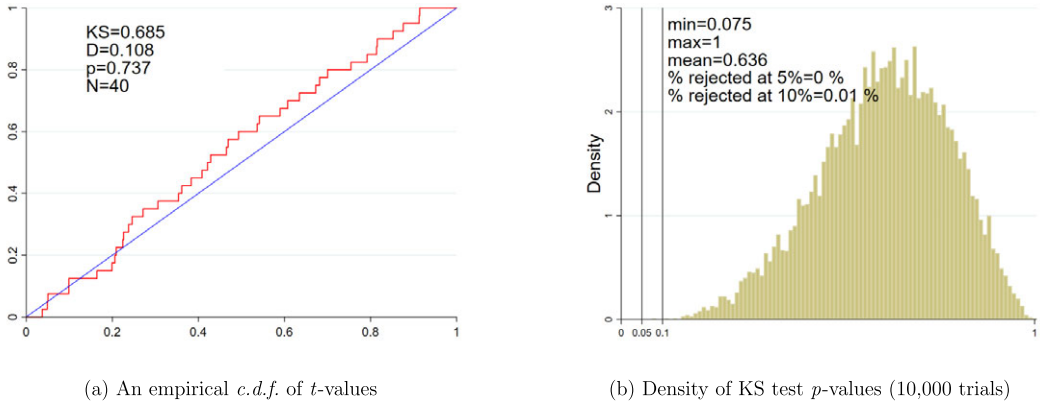 KS=0.685
D=0.108
p=0.737
N=40
1
0.8
0.6
0.4
0.2
0
0 0.2 0.4 0.6 0.8 1
(a) An empirical c.d.f. of t-values
min=0.075
max=1
mean=0.636
% rejected at 5%=0 %
% rejected at 10%=0.01 %
Density
3
2
1
0
0 0.05 0.1 1
(b) Density of KS test p-values (10,000 trials)